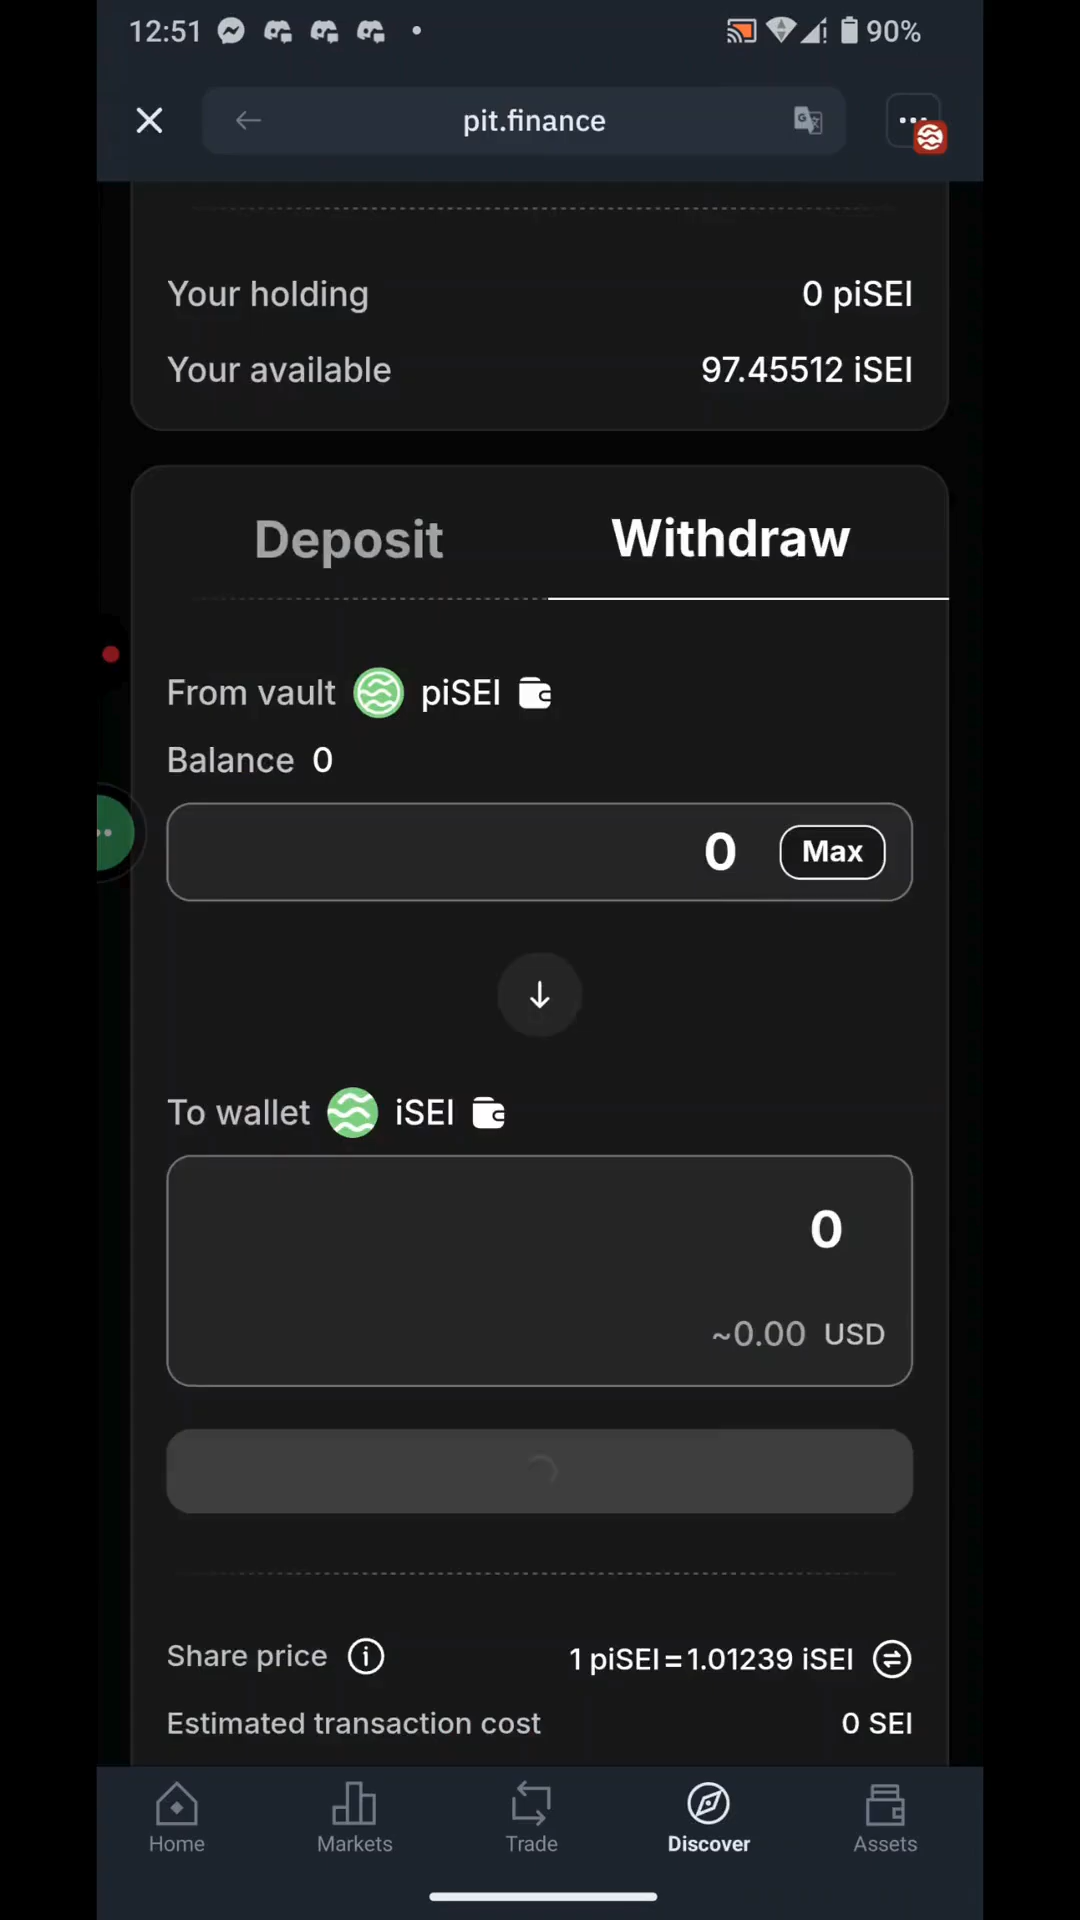 12:51
90%
pit.finance
Your holding
0 piSEI
Your available
97.45512 iSEI
Deposit
Withdraw
From vault piSEI
Balance 0
0 Max
To wallet iSEI
0
~0.00 USD
Share price
1 piSEI=1.01239 iSEI
Estimated transaction cost
0 SEI
Home
Markets
Trade
Discover
Assets